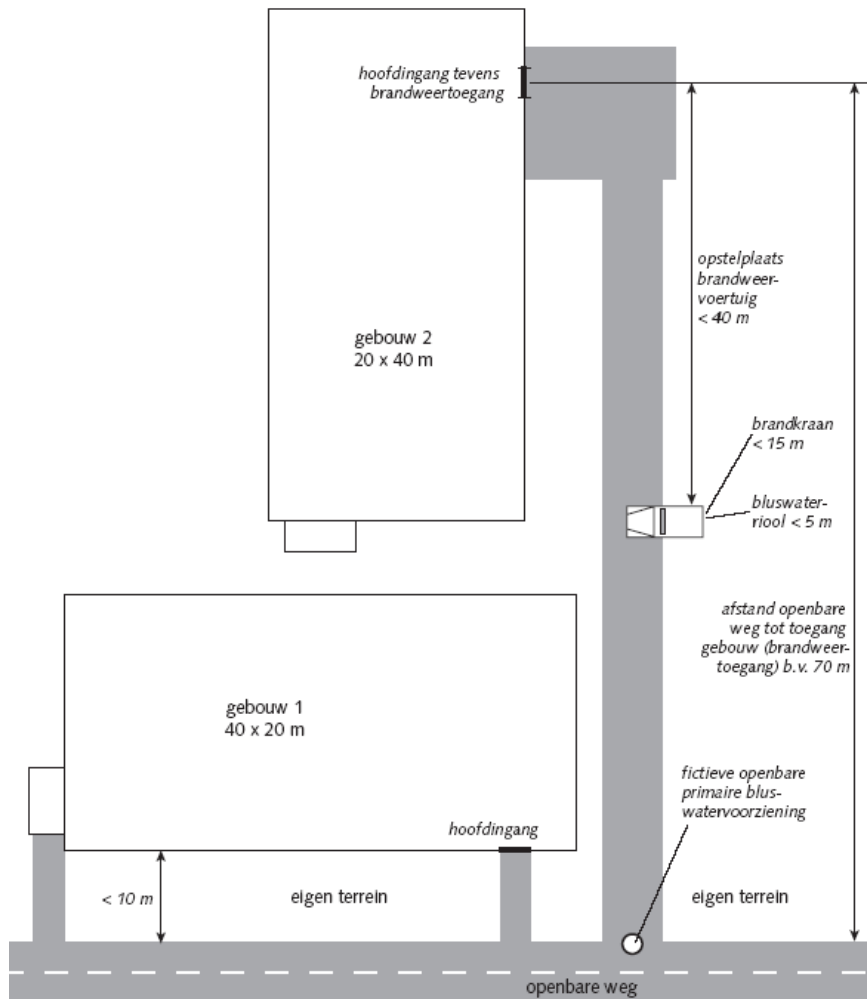 hoofdingang tevens
brandweertoegang
opstelplaats
brandweer-
voertuig
< 40 m
gebouw 2
20 x 40 m
brandkraan
< 15 m
bluswater-
riool < 5 m
afstand openbare
weg tot toegang
gebouw (brandweer-
toegang) b.v. 70 m
gebouw 1
40 x 20 m
fictieve openbare
primaire blus-
watervoorziening
hoofdingang
< 10 m
eigen terrein
eigen terrein
openbare weg